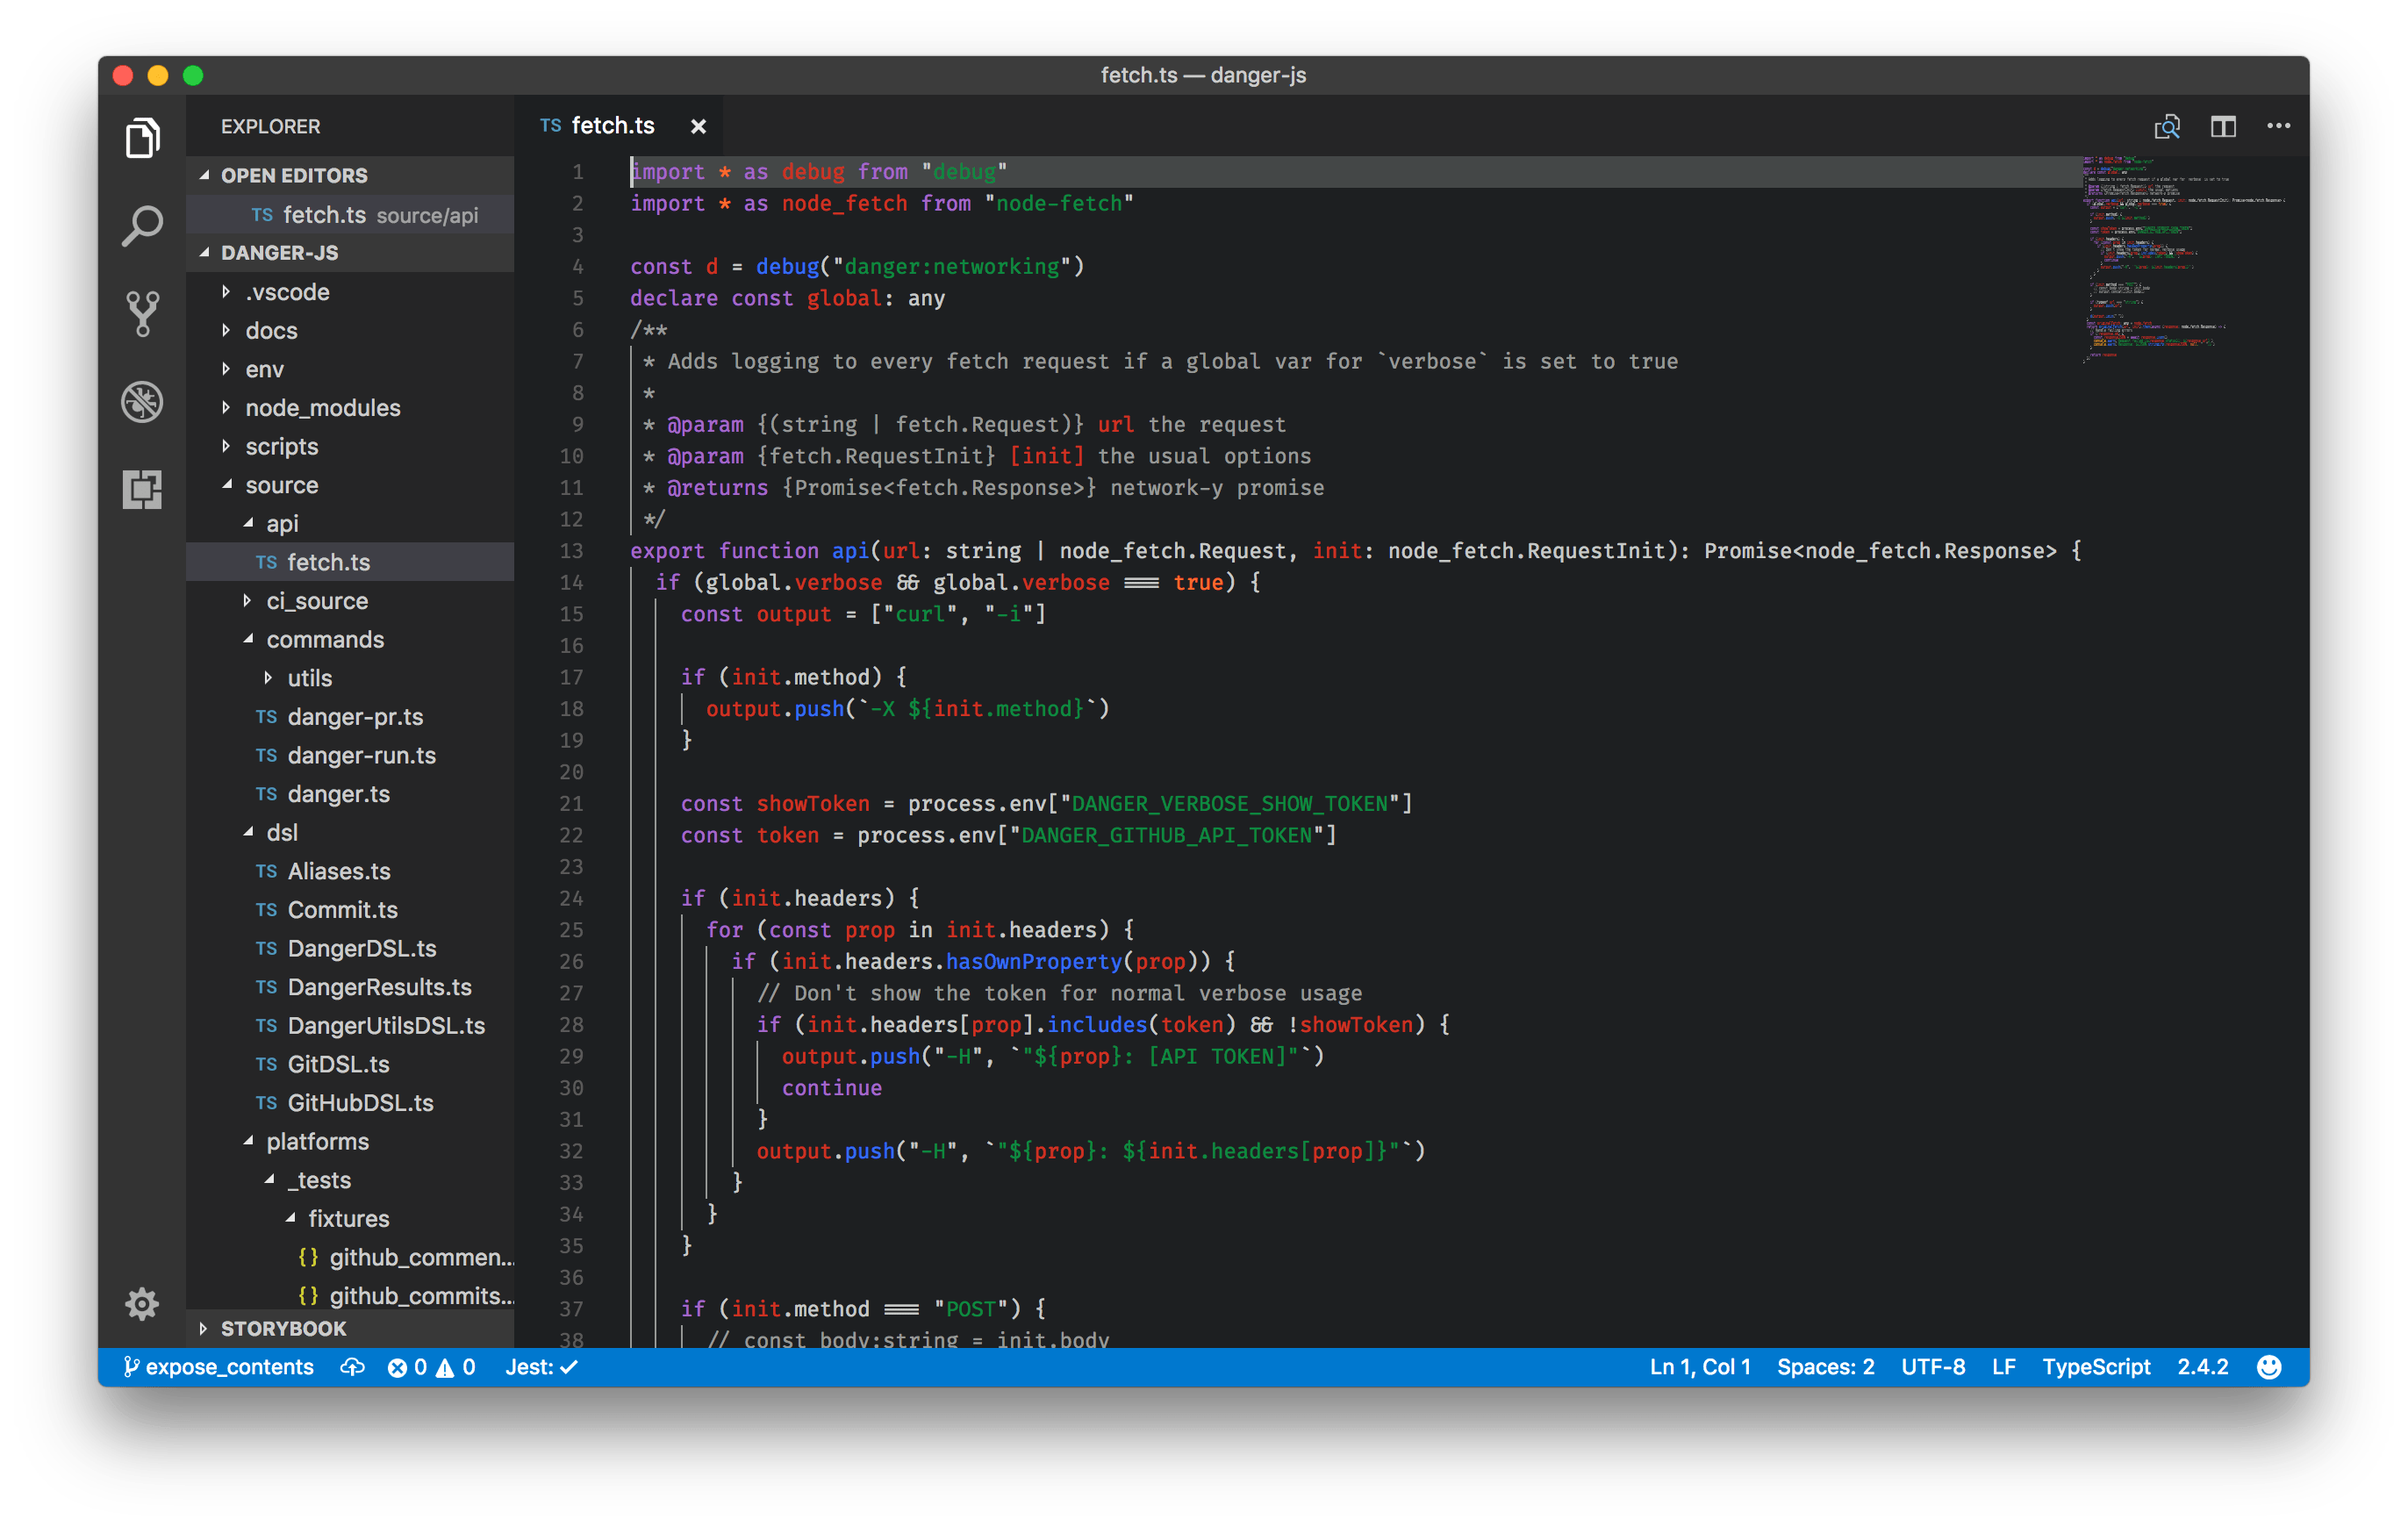 fetch.ts — danger-js
EXPLORER
OPEN EDITORS
TS fetch.ts source/api
DANGER-JS
.vscode
docs
env
node_modules
scripts
source
api
TS fetch.ts
ci_source
commands
utils
TS danger-pr.ts
TS danger-run.ts
TS danger.ts
dsl
TS Aliases.ts
TS Commit.ts
TS DangerDSL.ts
TS DangerResults.ts
TS DangerUtilsDSL.ts
TS GitDSL.ts
TS GitHubDSL.ts
platforms
_tests
fixtures
{} github_commen...
{} github_commits...
STORYBOOK
TS fetch.ts ×
1 import * as debug from "debug"
2 import * as node_fetch from "node-fetch"
3
4 const d = debug("danger:networking")
5 declare const global: any
6 /**
7 * Adds logging to every fetch request if a global var for `verbose` is set to true
8 *
9 * @param {(string | fetch.Request)} url the request
10 * @param {fetch.RequestInit} [init] the usual options
11 * @returns {Promise<fetch.Response>} network-y promise
12 */
13 export function api(url: string | node_fetch.Request, init: node_fetch.RequestInit): Promise<node_fetch.Response> {
14 if (global.verbose && global.verbose === true) {
15 const output = ["curl", "-i"]
16
17 if (init.method) {
18 output.push(`-X ${init.method}`)
19 }
20
21 const showToken = process.env["DANGER_VERBOSE_SHOW_TOKEN"]
22 const token = process.env["DANGER_GITHUB_API_TOKEN"]
23
24 if (init.headers) {
25 for (const prop in init.headers) {
26 if (init.headers.hasOwnProperty(prop)) {
27 // Don't show the token for normal verbose usage
28 if (init.headers[prop].includes(token) && !showToken) {
29 output.push("-H", `"${prop}: [API TOKEN]"`)
30 continue
31 }
32 output.push("-H", `"${prop}: ${init.headers[prop]}"`)
33 }
34 }
35 }
36
37 if (init.method === "POST") {
38 // const body:string = init.body
expose_contents 0 0 Jest: ✓ Ln 1, Col 1 Spaces: 2 UTF-8 LF TypeScript 2.4.2